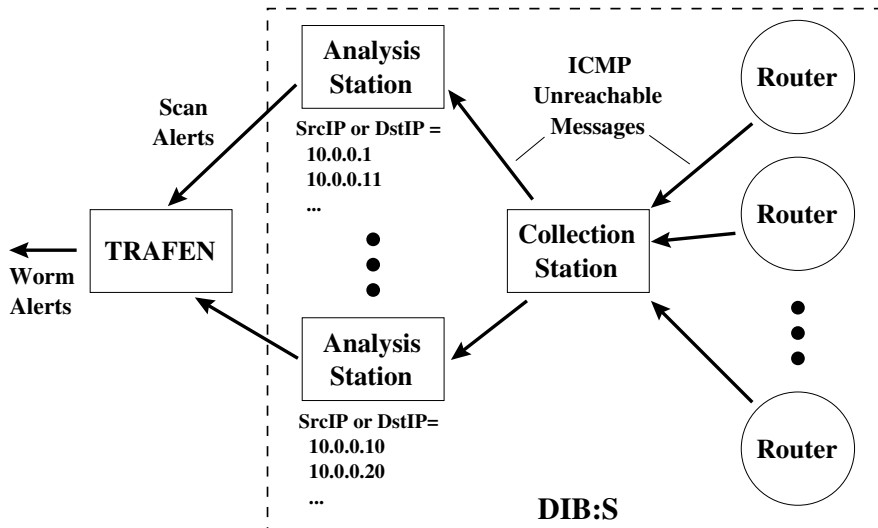 Analysis
Station
ICMP
Unreachable
Messages
Router
Scan
Alerts
SrcIP or DstIP =
10.0.0.1
10.0.0.11
...
Router
TRAFEN
Collection
Station
Worm
Alerts
Analysis
Station
Router
SrcIP or DstIP=
10.0.0.10
10.0.0.20
...
DIB:S